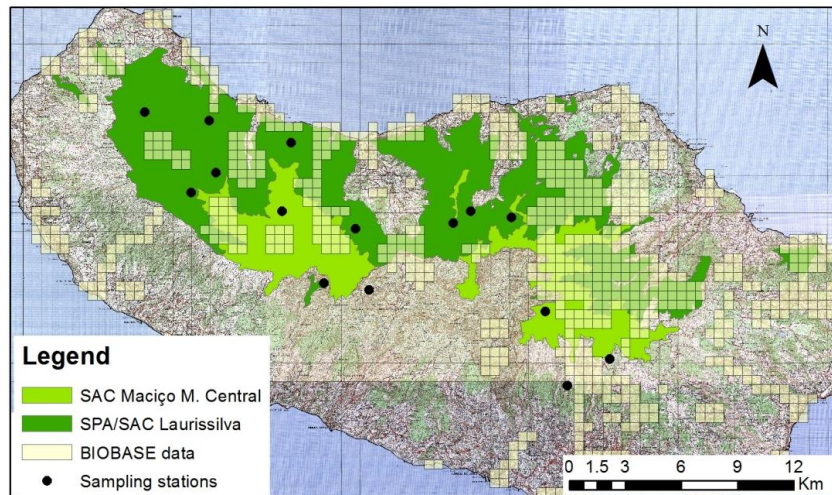 N
Legend
SAC Maciço M. Central
SPA/SAC Laurissilva
BIOBASE data
Sampling stations
0 1.5 3 6 9 12
Km